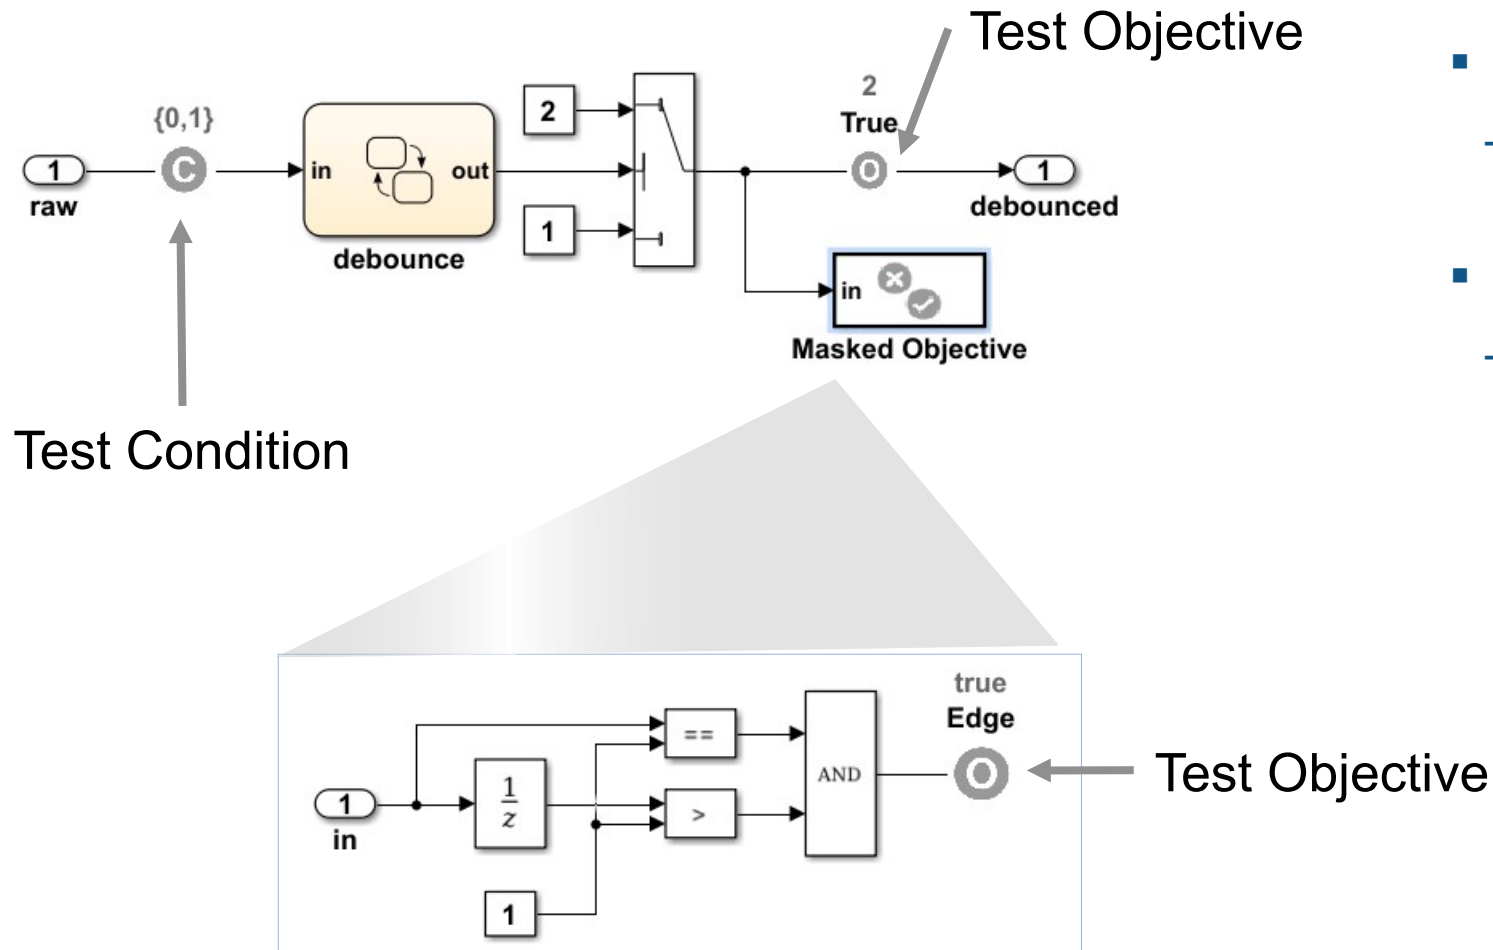 Test Objective
2
True
{0,1}
C
1
raw
in
out
debounce
2
1
O
1
debounced
in
Masked Objective
Test Condition
true
Edge
O
Test Objective
==
AND
1
in
1
z
>
1